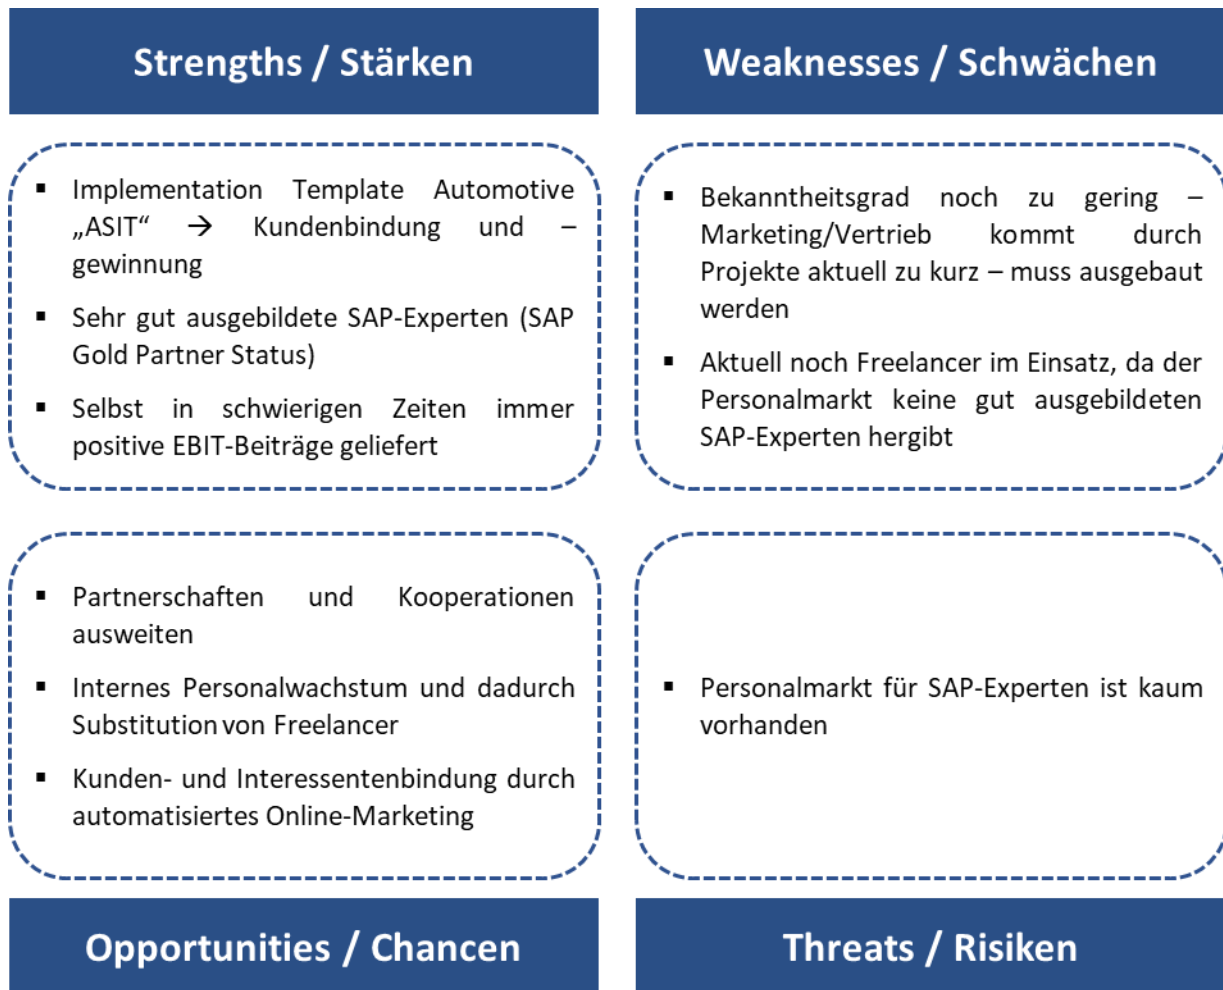 Strengths / Stärken
Weaknesses / Schwächen
▪ Implementation Template Automotive
„ASIT“ → Kundenbindung und –
gewinnung
▪ Sehr gut ausgebildete SAP-Experten (SAP
Gold Partner Status)
▪ Selbst in schwierigen Zeiten immer
positive EBIT-Beiträge geliefert
▪ Bekanntheitsgrad noch zu gering –
Marketing/Vertrieb kommt durch
Projekte aktuell zu kurz – muss ausgebaut
werden
▪ Aktuell noch Freelancer im Einsatz, da der
Personalmarkt keine gut ausgebildeten
SAP-Experten hergibt
▪ Partnerschaften und Kooperationen
ausweiten
▪ Internes Personalwachstum und dadurch
Substitution von Freelancer
▪ Kunden- und Interessentenbindung durch
automatisiertes Online-Marketing
▪ Personalmarkt für SAP-Experten ist kaum
vorhanden
Opportunities / Chancen
Threats / Risiken